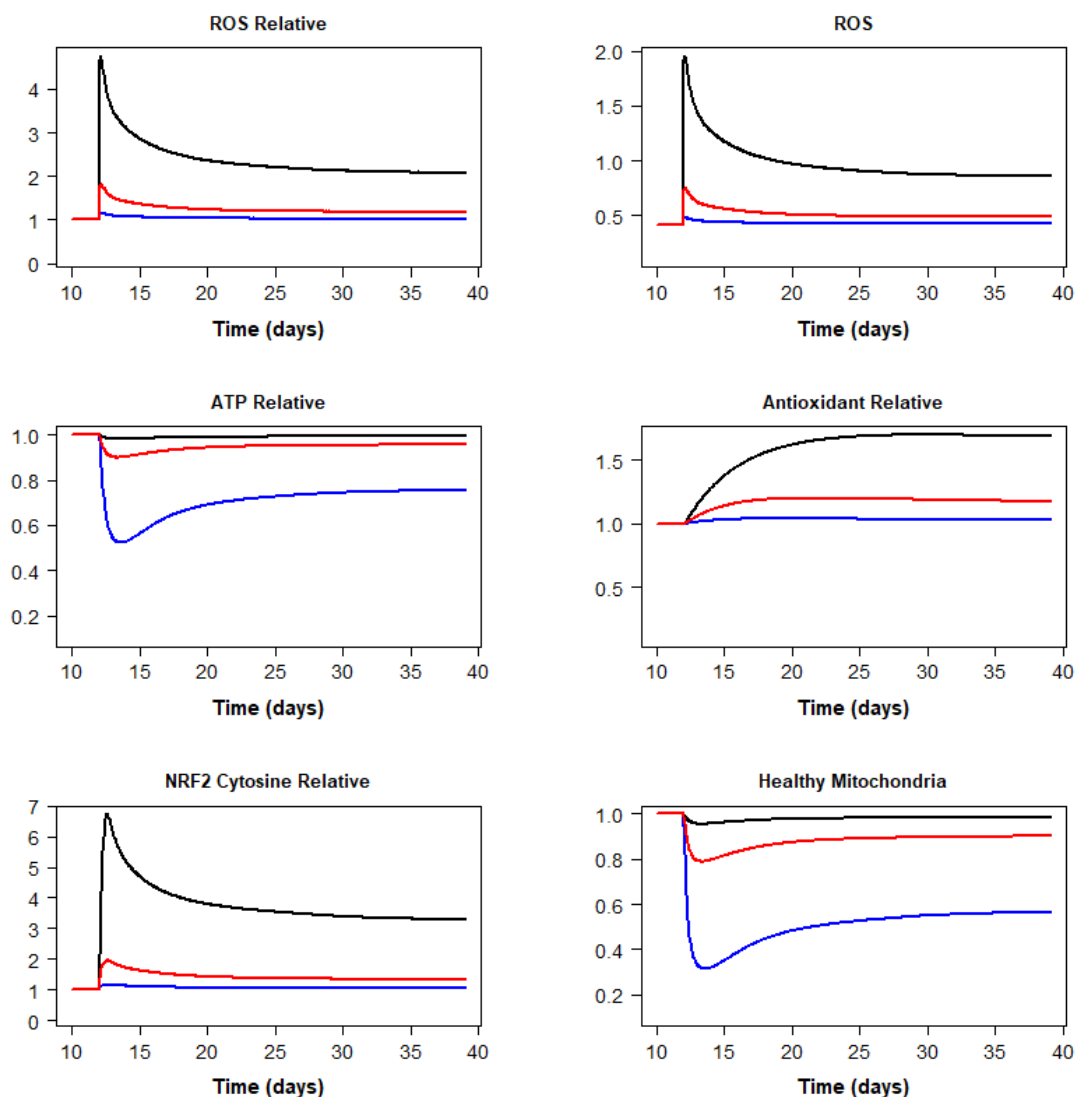 ROS Relative
4
3
2
1
0
10 15 20 25 30 35 40
Time (days)
ROS
2.0
1.5
1.0
0.5
10 15 20 25 30 35 40
Time (days)
ATP Relative
1.0
0.8
0.6
0.4
0.2
10 15 20 25 30 35 40
Time (days)
Antioxidant Relative
1.5
1.0
0.5
10 15 20 25 30 35 40
Time (days)
NRF2 Cytosine Relative
7
6
5
4
3
2
1
0
10 15 20 25 30 35 40
Time (days)
Healthy Mitochondria
1.0
0.8
0.6
0.4
0.2
10 15 20 25 30 35 40
Time (days)